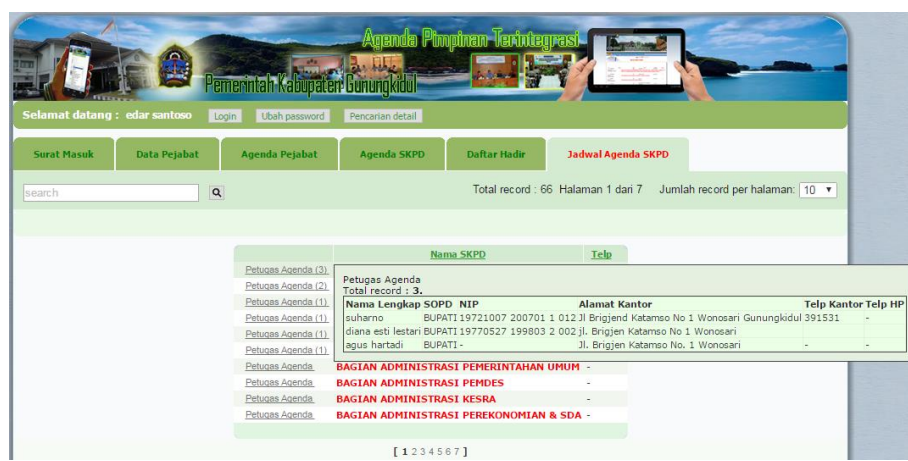 Agenda Pimpinan Terintegrasi
Pemerintah Kabupaten Gunungkidul
Selamat datang : edar santoso Login Ubah password Pencarian detail
Surat Masuk Data Pejabat Agenda Pejabat Agenda SKPD Daftar Hadir Jadwal Agenda SKPD
search Total record : 66 Halaman 1 dari 7 Jumlah record per halaman: 10
Nama SKPD Telp
Petugas Agenda (3)
Petugas Agenda (2)
Petugas Agenda (1)
Petugas Agenda (1)
Petugas Agenda (1)
Petugas Agenda (1)
Petugas Agenda
Total record : 3.
Nama Lengkap SOPD NIP Alamat Kantor Telp Kantor Telp HP
suharno BUPATI 19721007 200701 1 012 Jl Brigjend Katamso No 1 Wonosari Gunungkidul 391531 -
diana esti lestari BUPATI 19770527 199803 2 002 jl. Brigjen Katamso No 1 Wonosari
agus hartadi BUPATI - Jl. Brigjen Katamso No. 1 Wonosari - -
Petugas Agenda BAGIAN ADMINISTRASI PEMERINTAHAN UMUM -
Petugas Agenda BAGIAN ADMINISTRASI PEMDES -
Petugas Agenda BAGIAN ADMINISTRASI KESRA -
Petugas Agenda BAGIAN ADMINISTRASI PEREKONOMIAN & SDA -
[ 1 2 3 4 5 6 7 ]